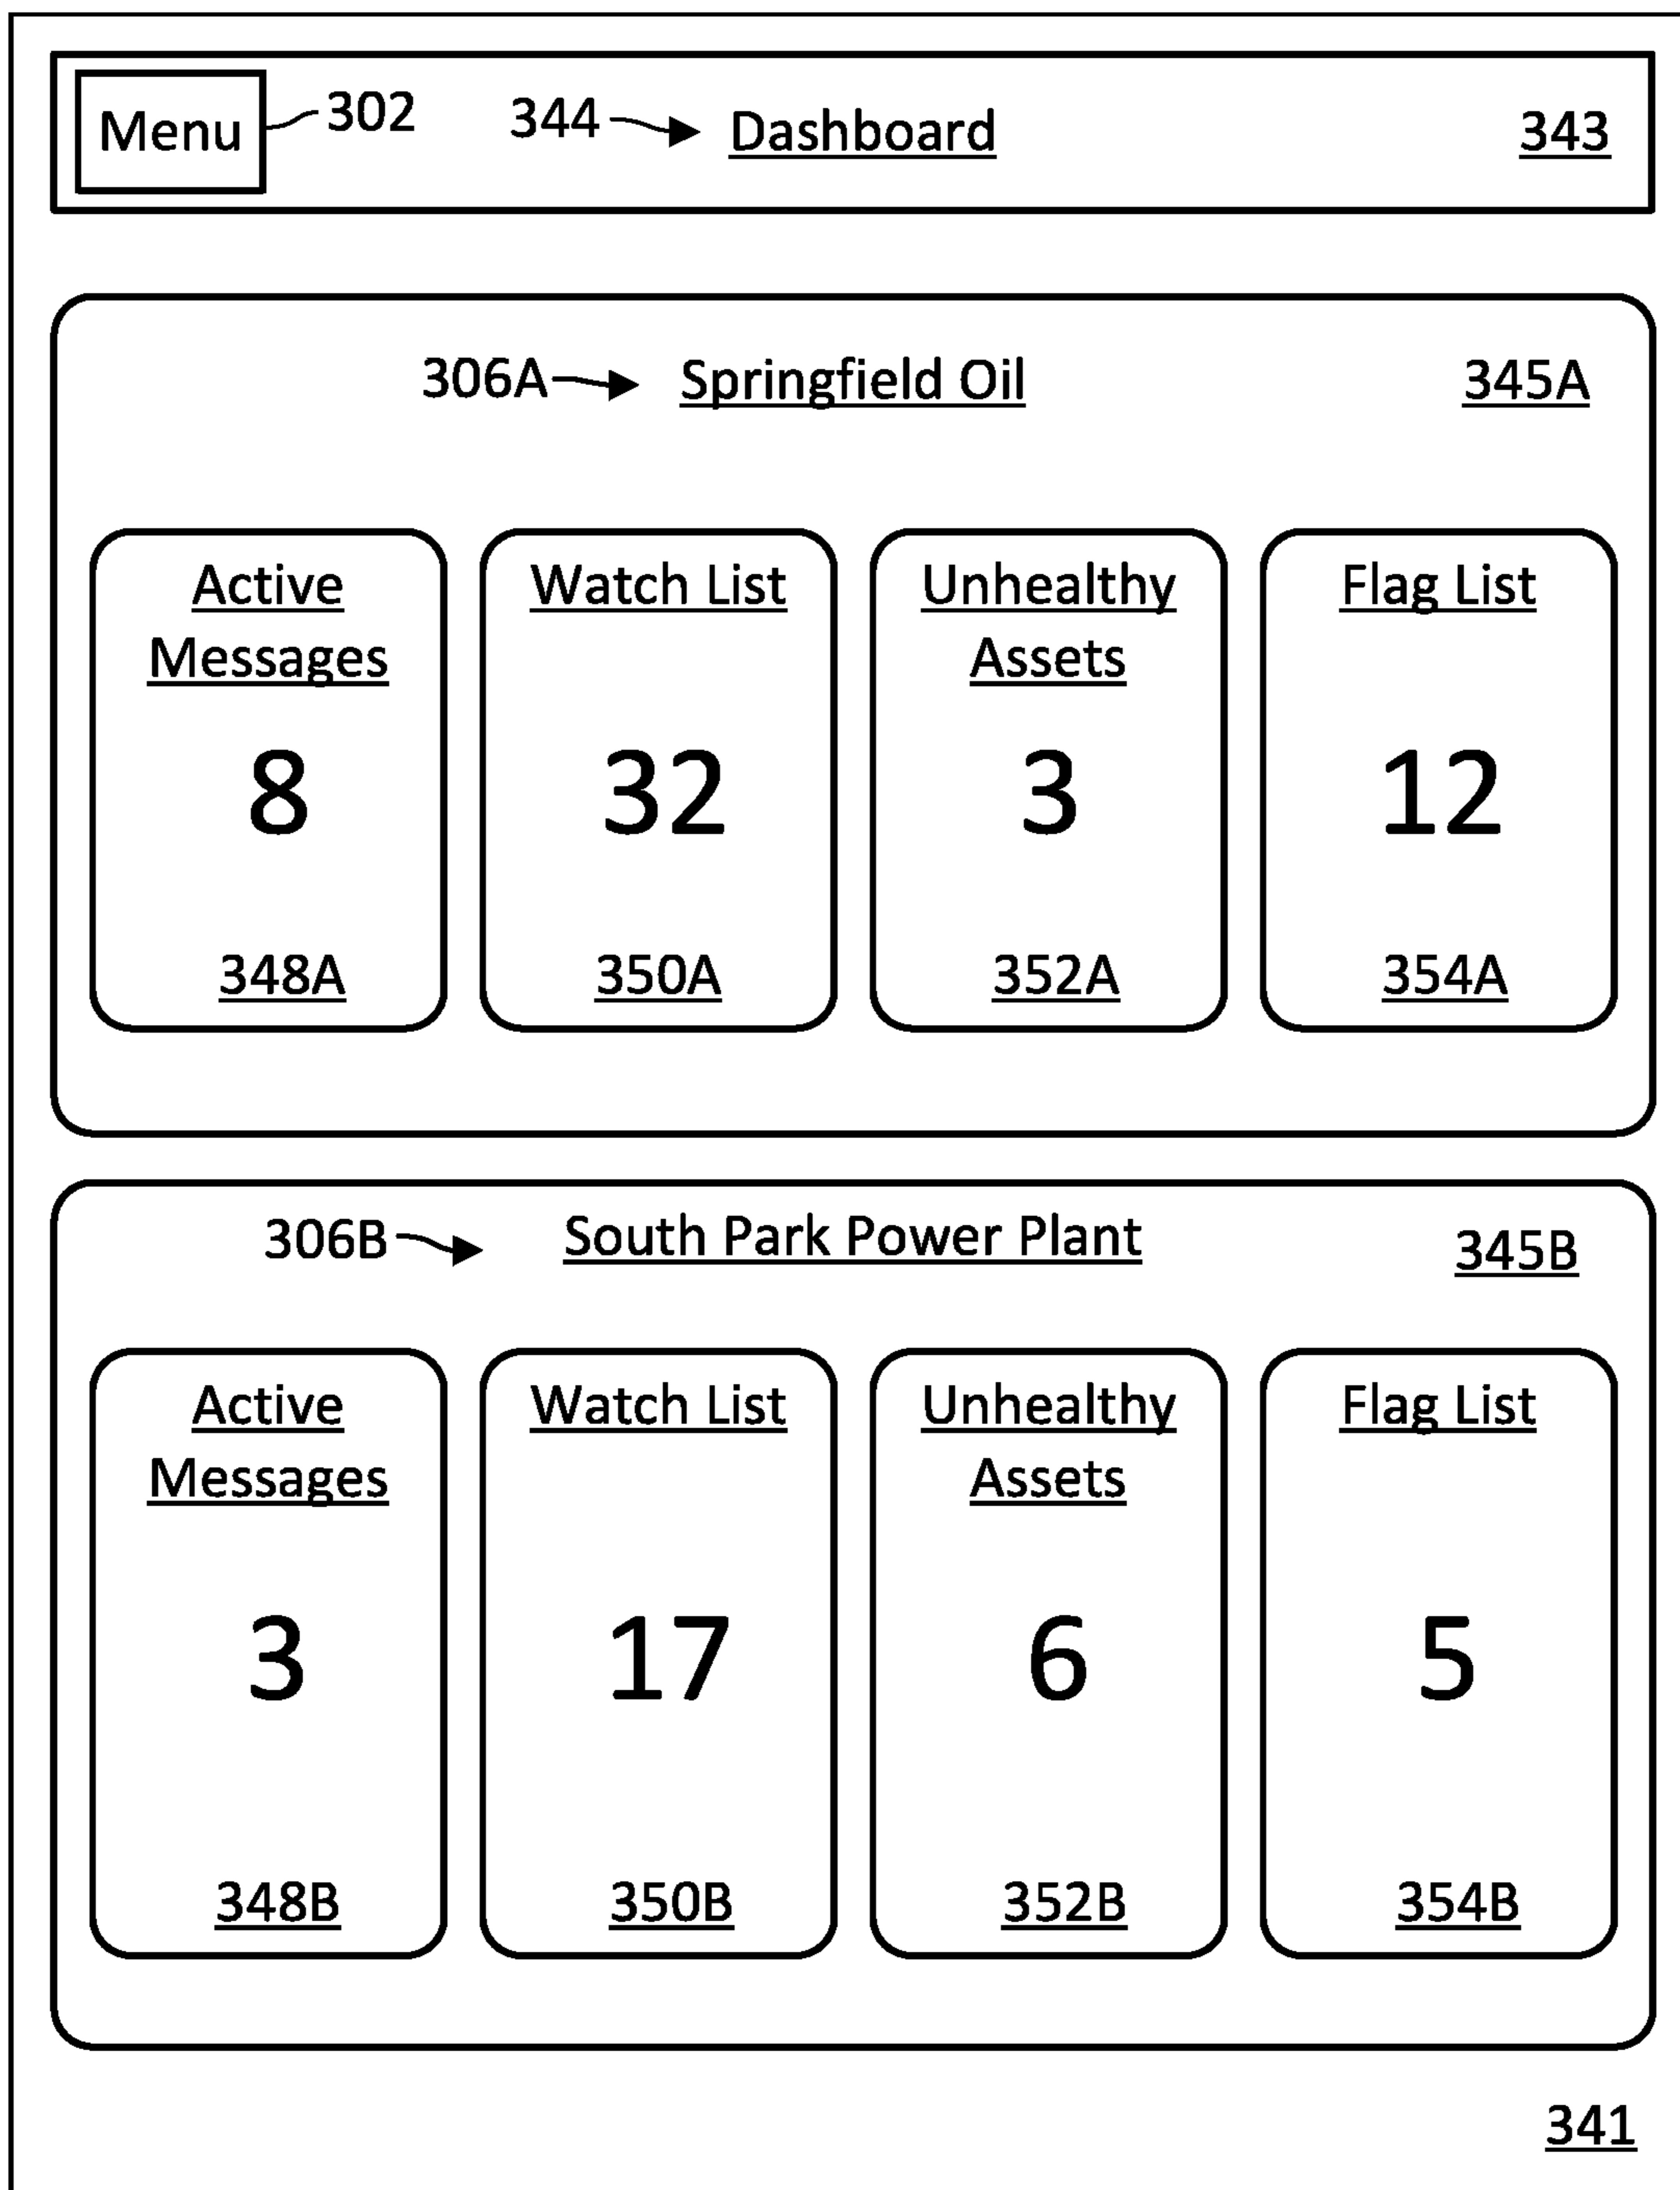 Menu 302 344 Dashboard 343
306A Springfield Oil 345A
Active Watch List Unhealthy Flag List
Messages Assets
8 32 3 12
348A 350A 352A 354A
306B South Park Power Plant 345B
Active Watch List Unhealthy Flag List
Messages Assets
3 17 6 5
348B 350B 352B 354B
341